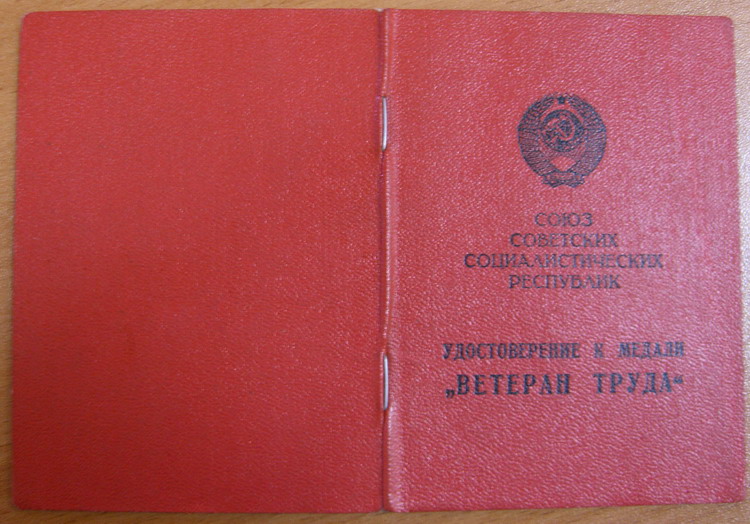 СОЮЗ
СОВЕТСКИХ
СОЦИАЛИСТИЧЕСКИХ
РЕСПУБЛИК
УДОСТОВЕРЕНИЕ К МЕДАЛИ
„ВЕТЕРАН ТРУДА“